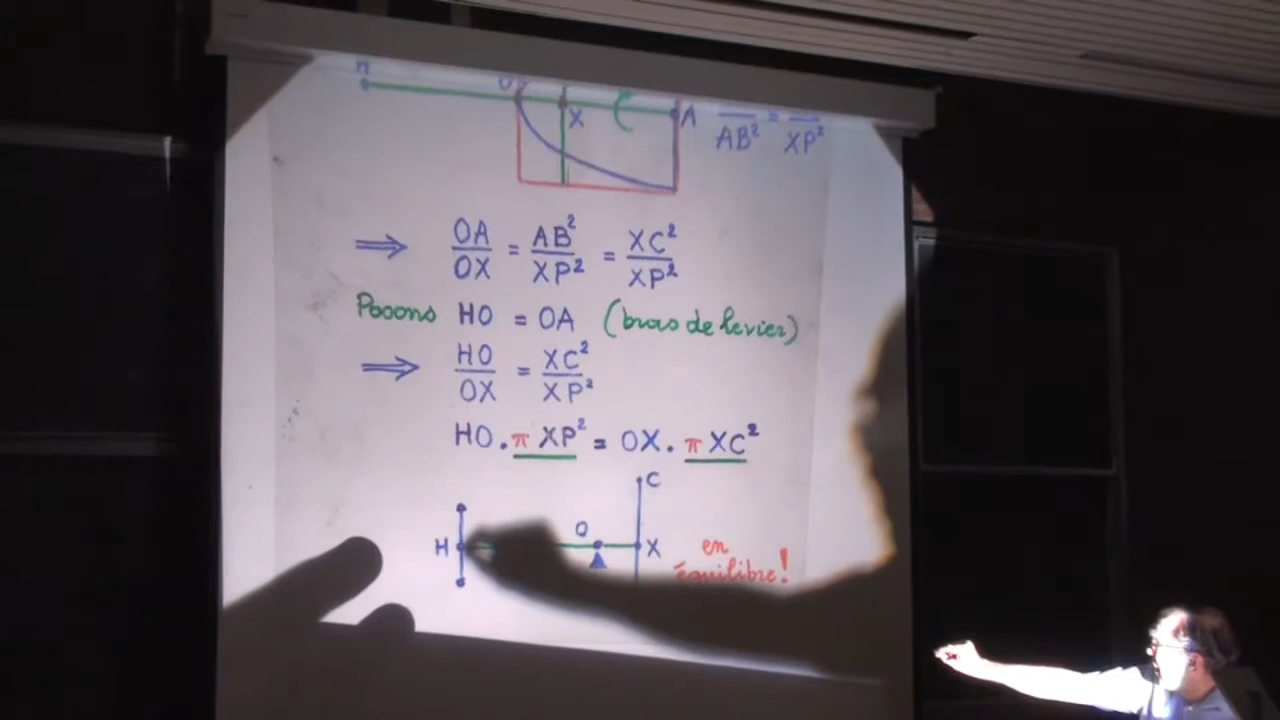 X A AB² = XP²
⟹ OA/OX = AB²/XP² = XC²/XP²
Posons HO = OA (bras de levier)
⟹ HO/OX = XC²/XP²
HO . π XP² = OX . π XC²
C
O
H X en
équilibre!